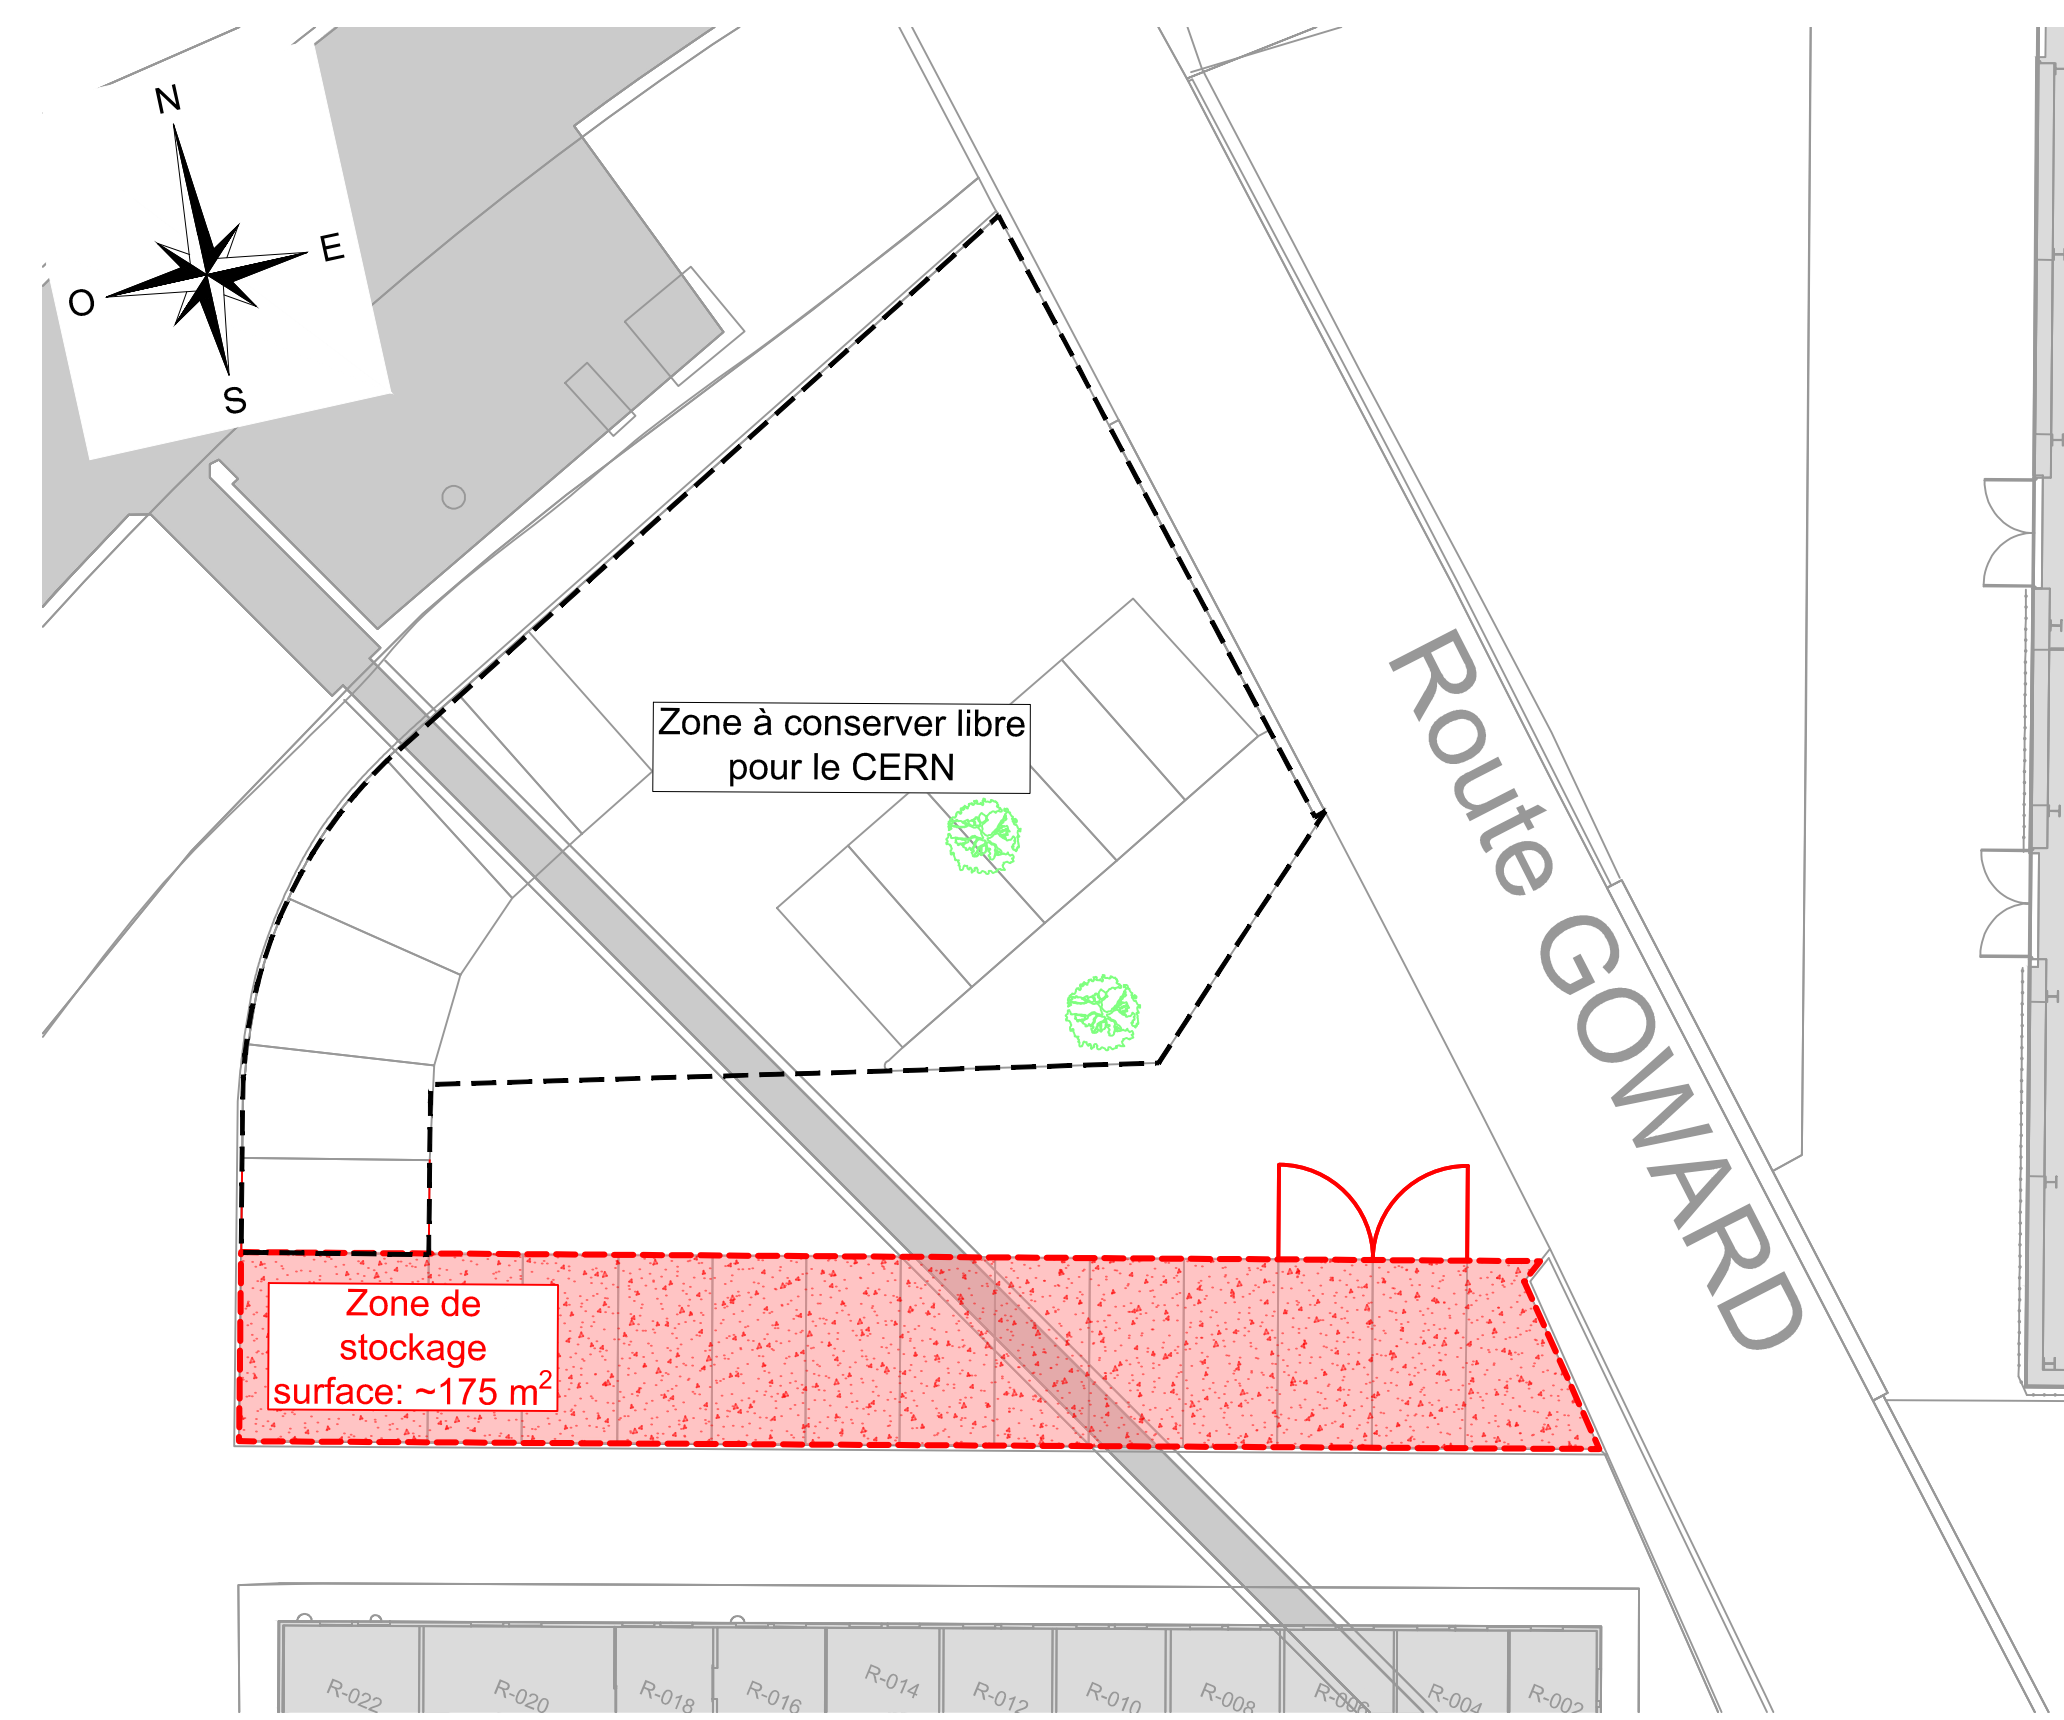 N
E
O
S
Zone à conserver libre
pour le CERN
Route GOWARD
Zone de
stockage
surface: ~175 m²
R-022
R-020
R-018
R-016
R-014
R-012
R-010
R-008
R-006
R-004
R-002